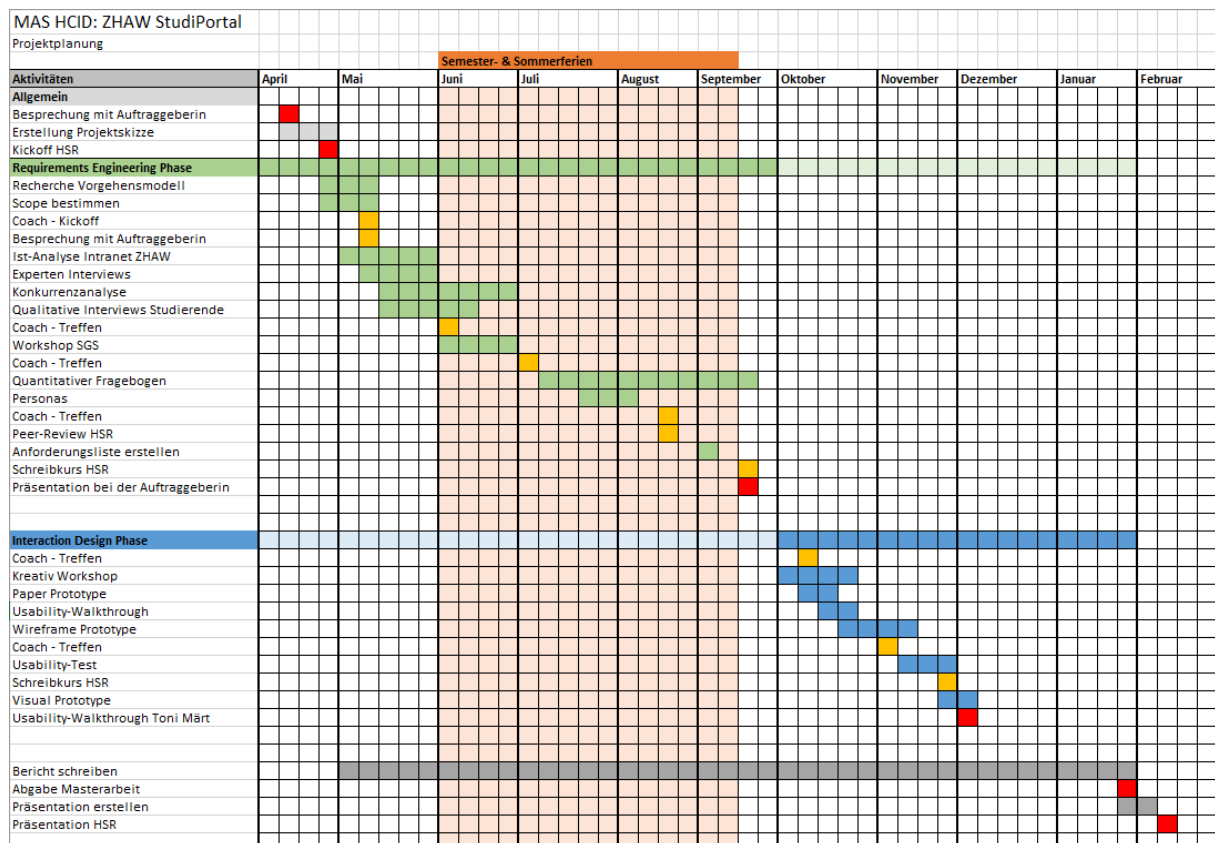 MAS HCID: ZHAW StudiPortal
Projektplanung
Semester- & Sommerferien
Aktivitäten April Mai Juni Juli August September Oktober November Dezember Januar Februar
Allgemein
Besprechung mit Auftraggeberin
Erstellung Projektskizze
Kickoff HSR
Requirements Engineering Phase
Recherche Vorgehensmodell
Scope bestimmen
Coach - Kickoff
Besprechung mit Auftraggeberin
Ist-Analyse Intranet ZHAW
Experten Interviews
Konkurrenzanalyse
Qualitative Interviews Studierende
Coach - Treffen
Workshop SGS
Coach - Treffen
Quantitativer Fragebogen
Personas
Coach - Treffen
Peer-Review HSR
Anforderungsliste erstellen
Schreibkurs HSR
Präsentation bei der Auftraggeberin
Interaction Design Phase
Coach - Treffen
Kreativ Workshop
Paper Prototype
Usability-Walkthrough
Wireframe Prototype
Coach - Treffen
Usability-Test
Schreibkurs HSR
Visual Prototype
Usability-Walkthrough Toni Märt
Bericht schreiben
Abgabe Masterarbeit
Präsentation erstellen
Präsentation HSR